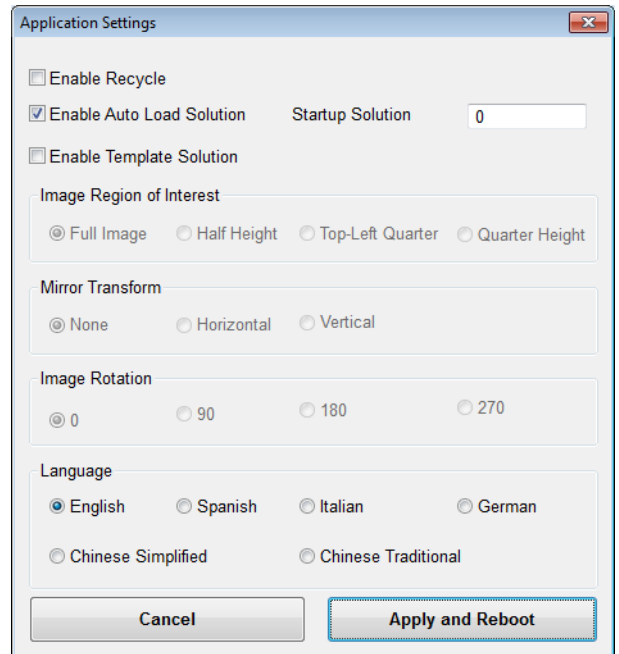 Application Settings
Enable Recycle
Enable Auto Load Solution Startup Solution 0
Enable Template Solution
Image Region of Interest
Full Image Half Height Top-Left Quarter Quarter Height
Mirror Transform
None Horizontal Vertical
Image Rotation
0 90 180 270
Language
English Spanish Italian German
Chinese Simplified Chinese Traditional
Cancel Apply and Reboot